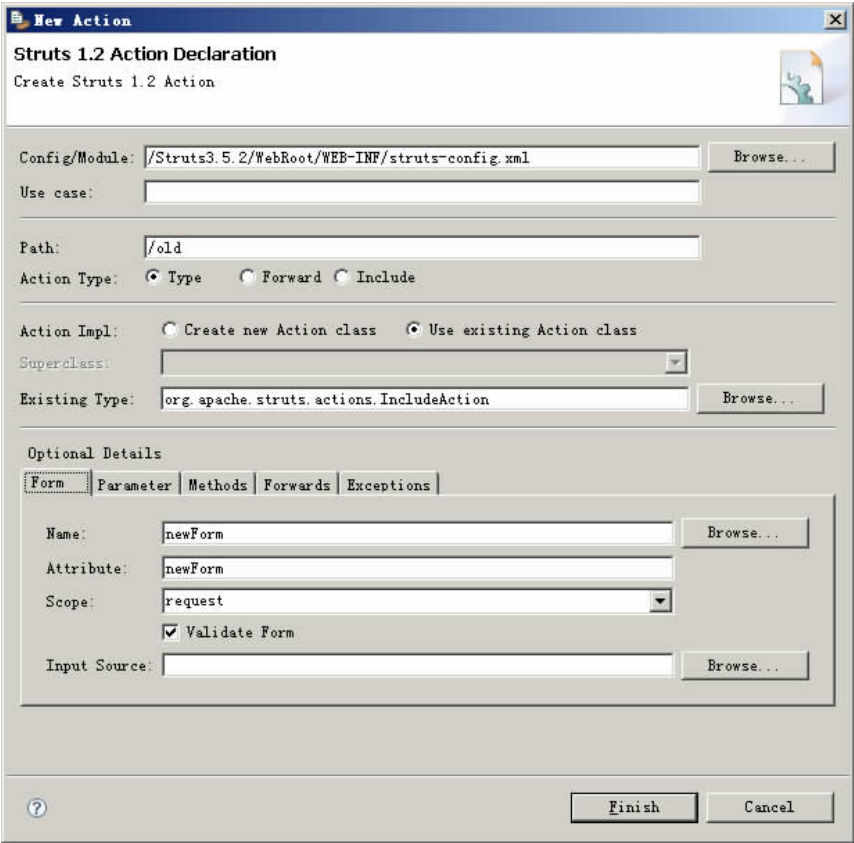 New Action
Struts 1.2 Action Declaration
Create Struts 1.2 Action
Config/Module: /Struts3.5.2/WebRoot/WEB-INF/struts-config.xml Browse...
Use case:
Path: /old
Action Type: Type Forward Include
Action Impl: Create new Action class Use existing Action class
Superclass:
Existing Type: org.apache.struts.actions.IncludeAction Browse...
Optional Details
Form Parameter Methods Forwards Exceptions
Name: newForm Browse...
Attribute: newForm
Scope: request
Validate Form
Input Source: Browse...
? Finish Cancel